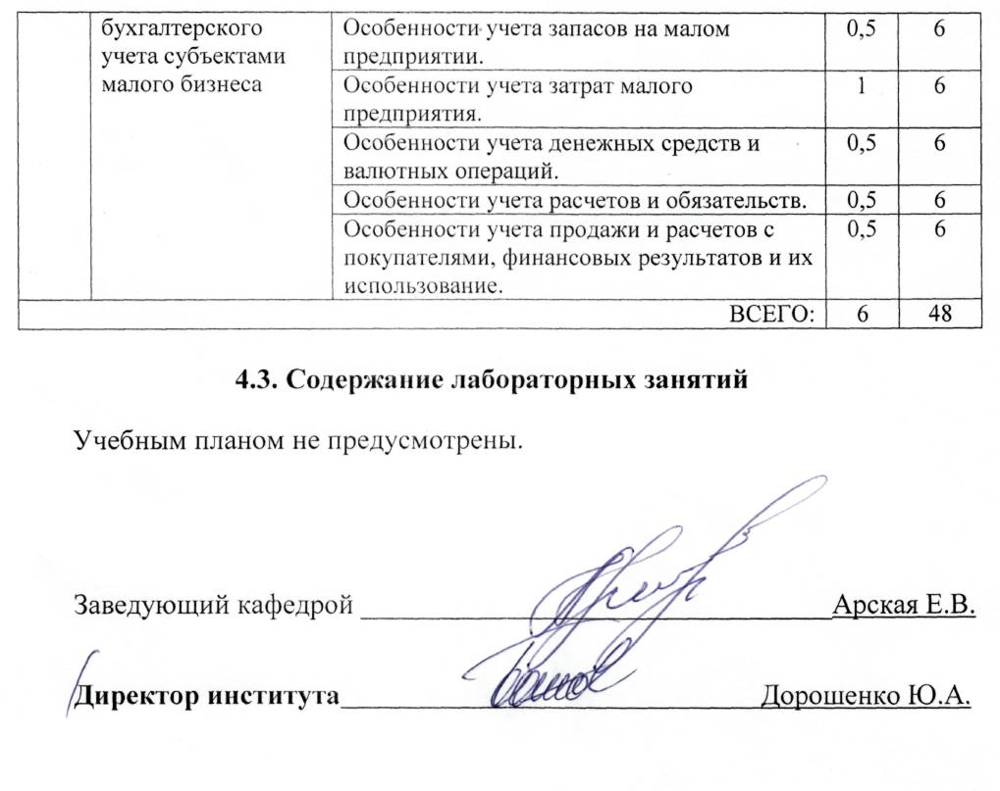 бухгалтерского
учета субъектами
малого бизнеса
Особенности учета запасов на малом
предприятии.
0,5 6
Особенности учета затрат малого
предприятия.
1 6
Особенности учета денежных средств и
валютных операций.
0,5 6
Особенности учета расчетов и обязательств. 0,5 6
Особенности учета продажи и расчетов с
покупателями, финансовых результатов и их
использование.
0,5 6
ВСЕГО: 6 48
4.3. Содержание лабораторных занятий
Учебным планом не предусмотрены.
Заведующий кафедрой Арская Е.В.
Директор института Дорошенко Ю.А.